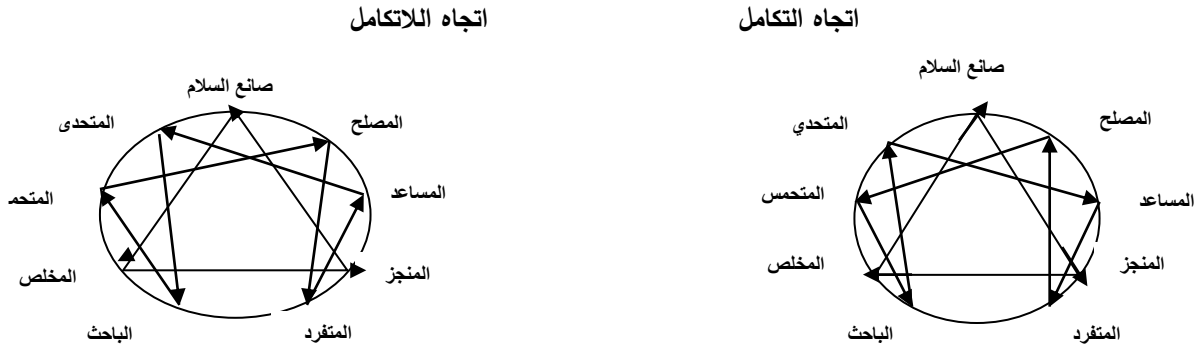 اتجاه التكامل
صانع السلام
المصلح
المتحدي
المساعد
المتحمس
المنجز
المخلص
المتفرد
الباحث
اتجاه اللاتكامل
صانع السلام
المصلح
المتحدى
المساعد
المتحمـ
المنجز
المخلص
المتفرد
الباحث